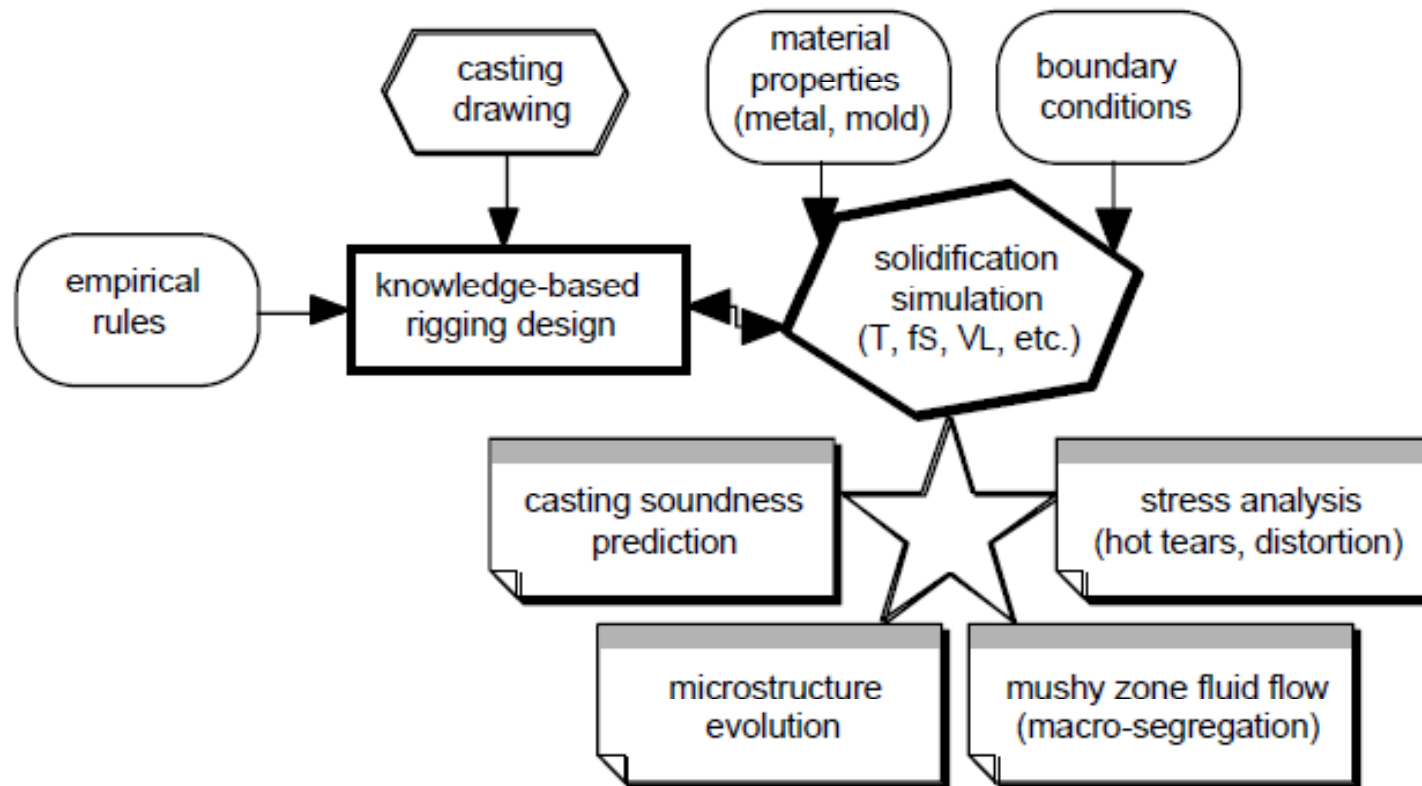 casting
drawing
material
properties
(metal, mold)
boundary
conditions
empirical
rules
knowledge-based
rigging design
solidification
simulation
(T, fS, VL, etc.)
casting soundness
prediction
stress analysis
(hot tears, distortion)
microstructure
evolution
mushy zone fluid flow
(macro-segregation)